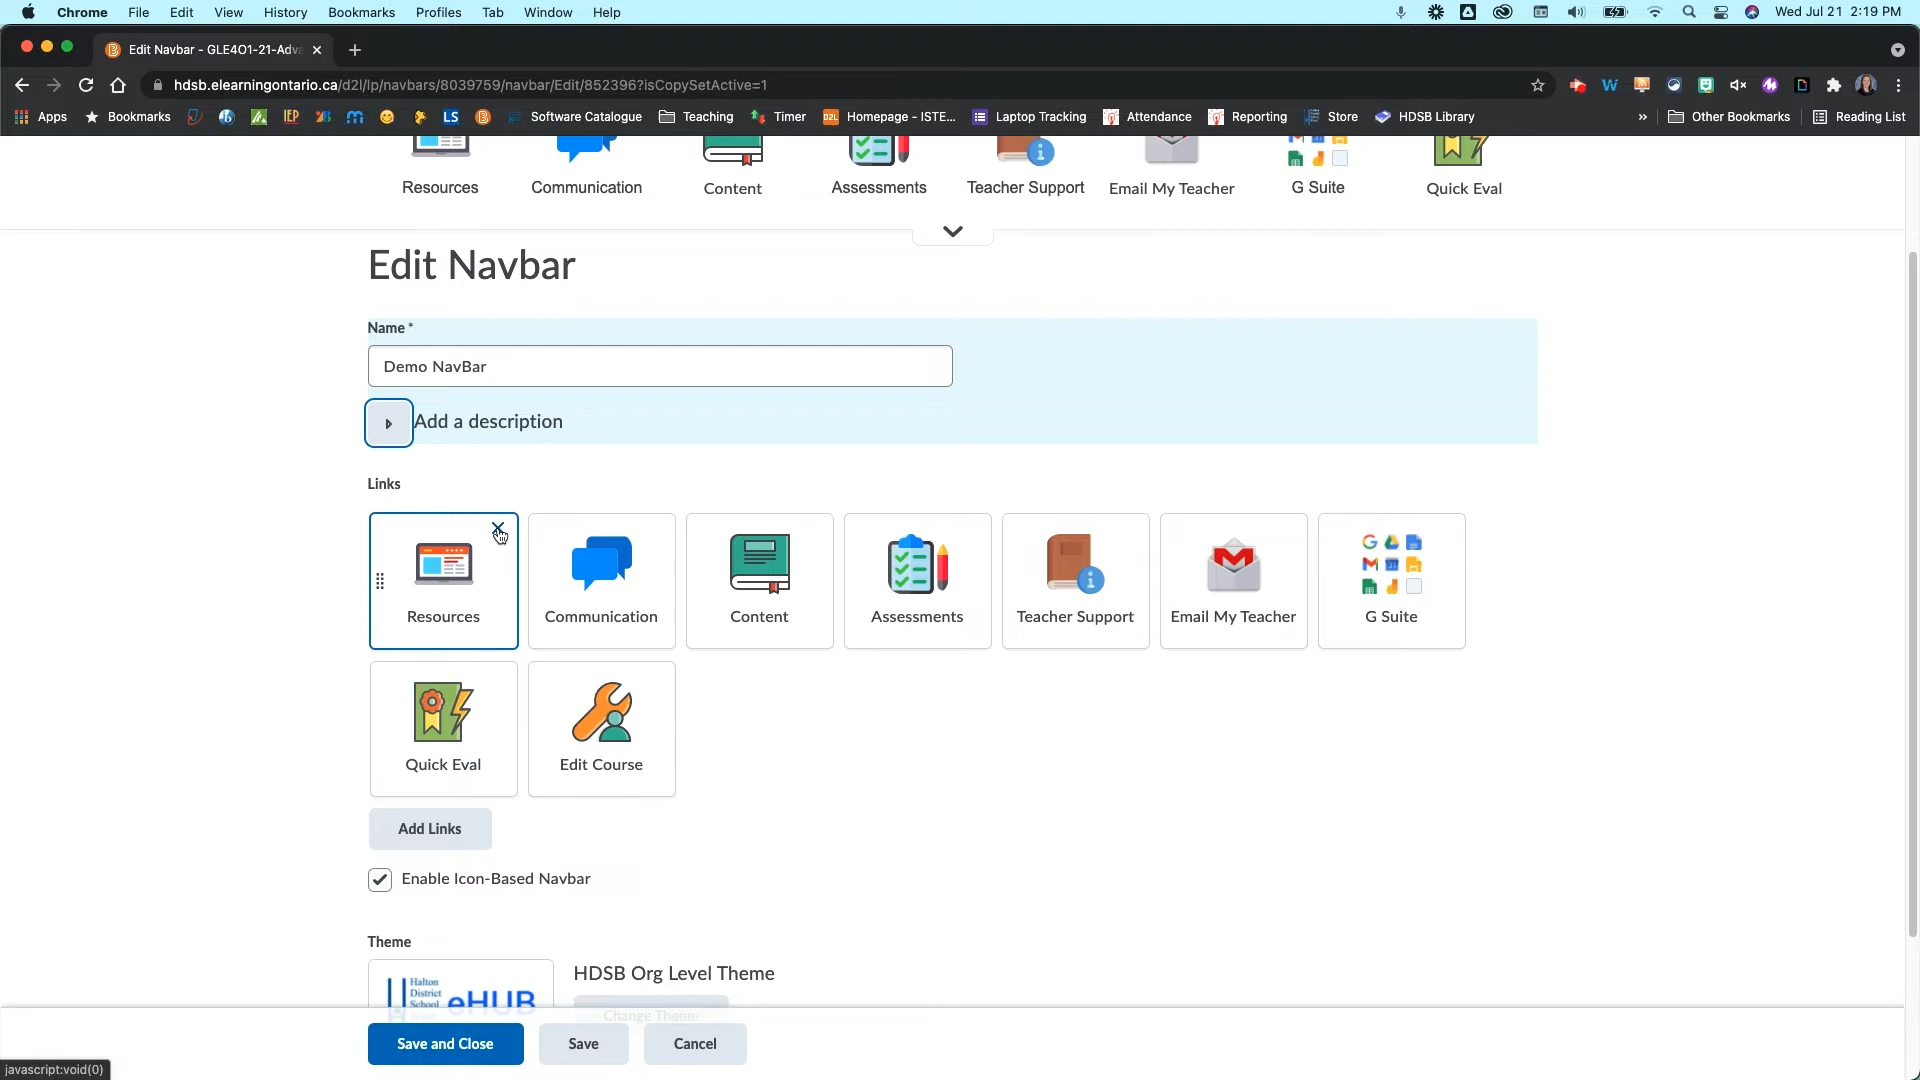 Chrome File Edit View History Bookmarks Profiles Tab Window Help Wed Jul 21 2:19 PM
Edit Navbar - GLE4O1-21-Adva
hdsb.elearningontario.ca/d2l/lp/navbars/8039759/navbar/Edit/852396?isCopySetActive=1
Apps Bookmarks IEP LS Software Catalogue Teaching Timer D2L Homepage - ISTE... Laptop Tracking Attendance Reporting Store HDSB Library » Other Bookmarks Reading List
Resources Communication Content Assessments Teacher Support Email My Teacher G Suite Quick Eval
Edit Navbar
Name *
Demo NavBar
Add a description
Links
Resources Communication Content Assessments Teacher Support Email My Teacher G Suite
Quick Eval Edit Course
Add Links
Enable Icon-Based Navbar
Theme
Halton
District
School
eHUB
HDSB Org Level Theme
Change Theme
Save and Close Save Cancel
javascript:void(0)